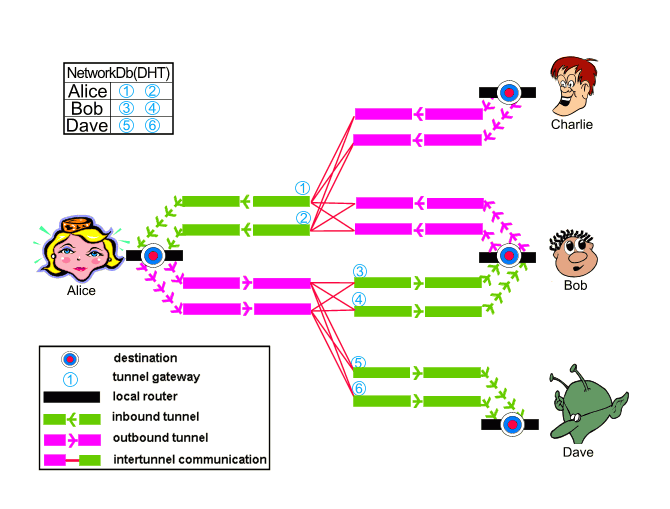 NetworkDb(DHT)
Alice 1 2
Bob 3 4
Dave 5 6
Charlie
1
2
Alice
3
4
Bob
5
6
Dave
destination
1 tunnel gateway
local router
inbound tunnel
outbound tunnel
intertunnel communication